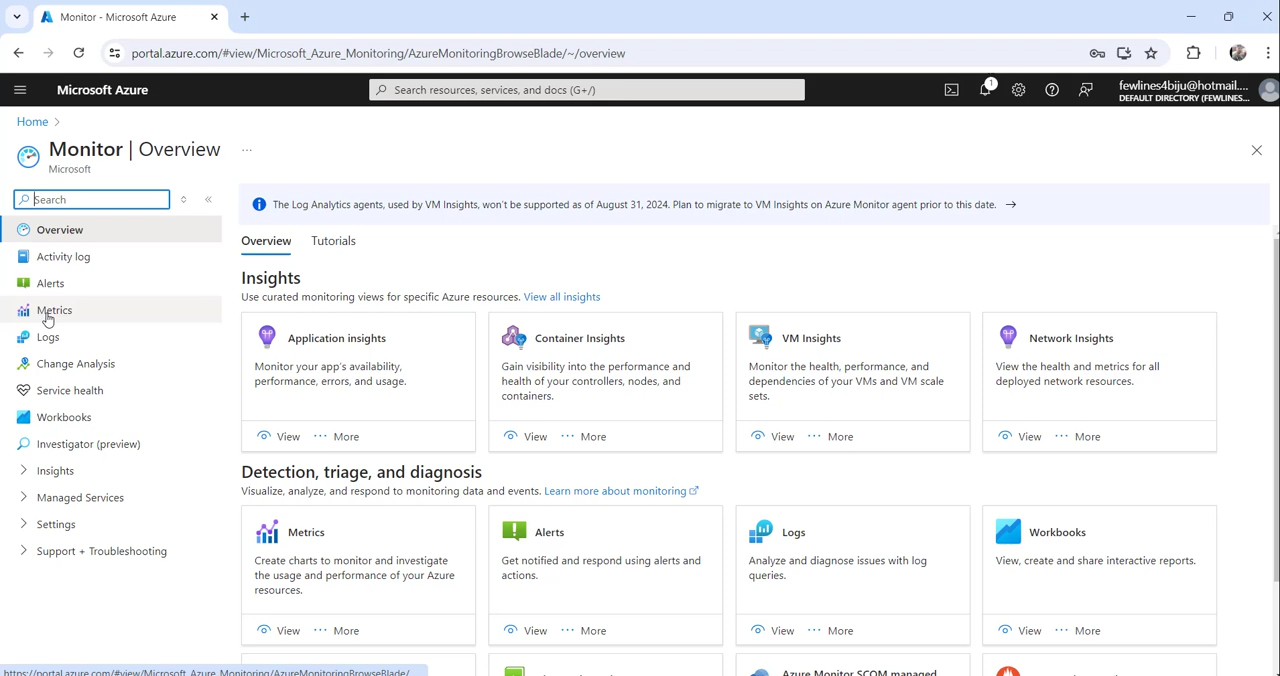 Monitor - Microsoft Azure
portal.azure.com/#view/Microsoft_Azure_Monitoring/AzureMonitoringBrowseBlade/~/overview
Microsoft Azure
Search resources, services, and docs (G+/)
1
fewlines4biju@hotmail....
DEFAULT DIRECTORY (FEWLINES...
Home
Monitor | Overview
...
Microsoft
Search
Overview
Activity log
Alerts
Metrics
Logs
Change Analysis
Service health
Workbooks
Investigator (preview)
Insights
Managed Services
Settings
Support + Troubleshooting
The Log Analytics agents, used by VM Insights, won't be supported as of August 31, 2024. Plan to migrate to VM Insights on Azure Monitor agent prior to this date.
Overview Tutorials
Insights
Use curated monitoring views for specific Azure resources. View all insights
Application insights
Monitor your app's availability,
performance, errors, and usage.
View ... More
Container Insights
Gain visibility into the performance and
health of your controllers, nodes, and
containers.
View ... More
VM Insights
Monitor the health, performance, and
dependencies of your VMs and VM scale
sets.
View ... More
Network Insights
View the health and metrics for all
deployed network resources.
View ... More
Detection, triage, and diagnosis
Visualize, analyze, and respond to monitoring data and events. Learn more about monitoring
Metrics
Create charts to monitor and investigate
the usage and performance of your Azure
resources.
View ... More
Alerts
Get notified and respond using alerts and
actions.
View ... More
Logs
Analyze and diagnose issues with log
queries.
View ... More
Workbooks
View, create and share interactive reports.
View ... More
Azure Monitor SCOM managed
https://portal.azure.com/#view/Microsoft_Azure_Monitoring/AzureMonitoringBrowseBlade/